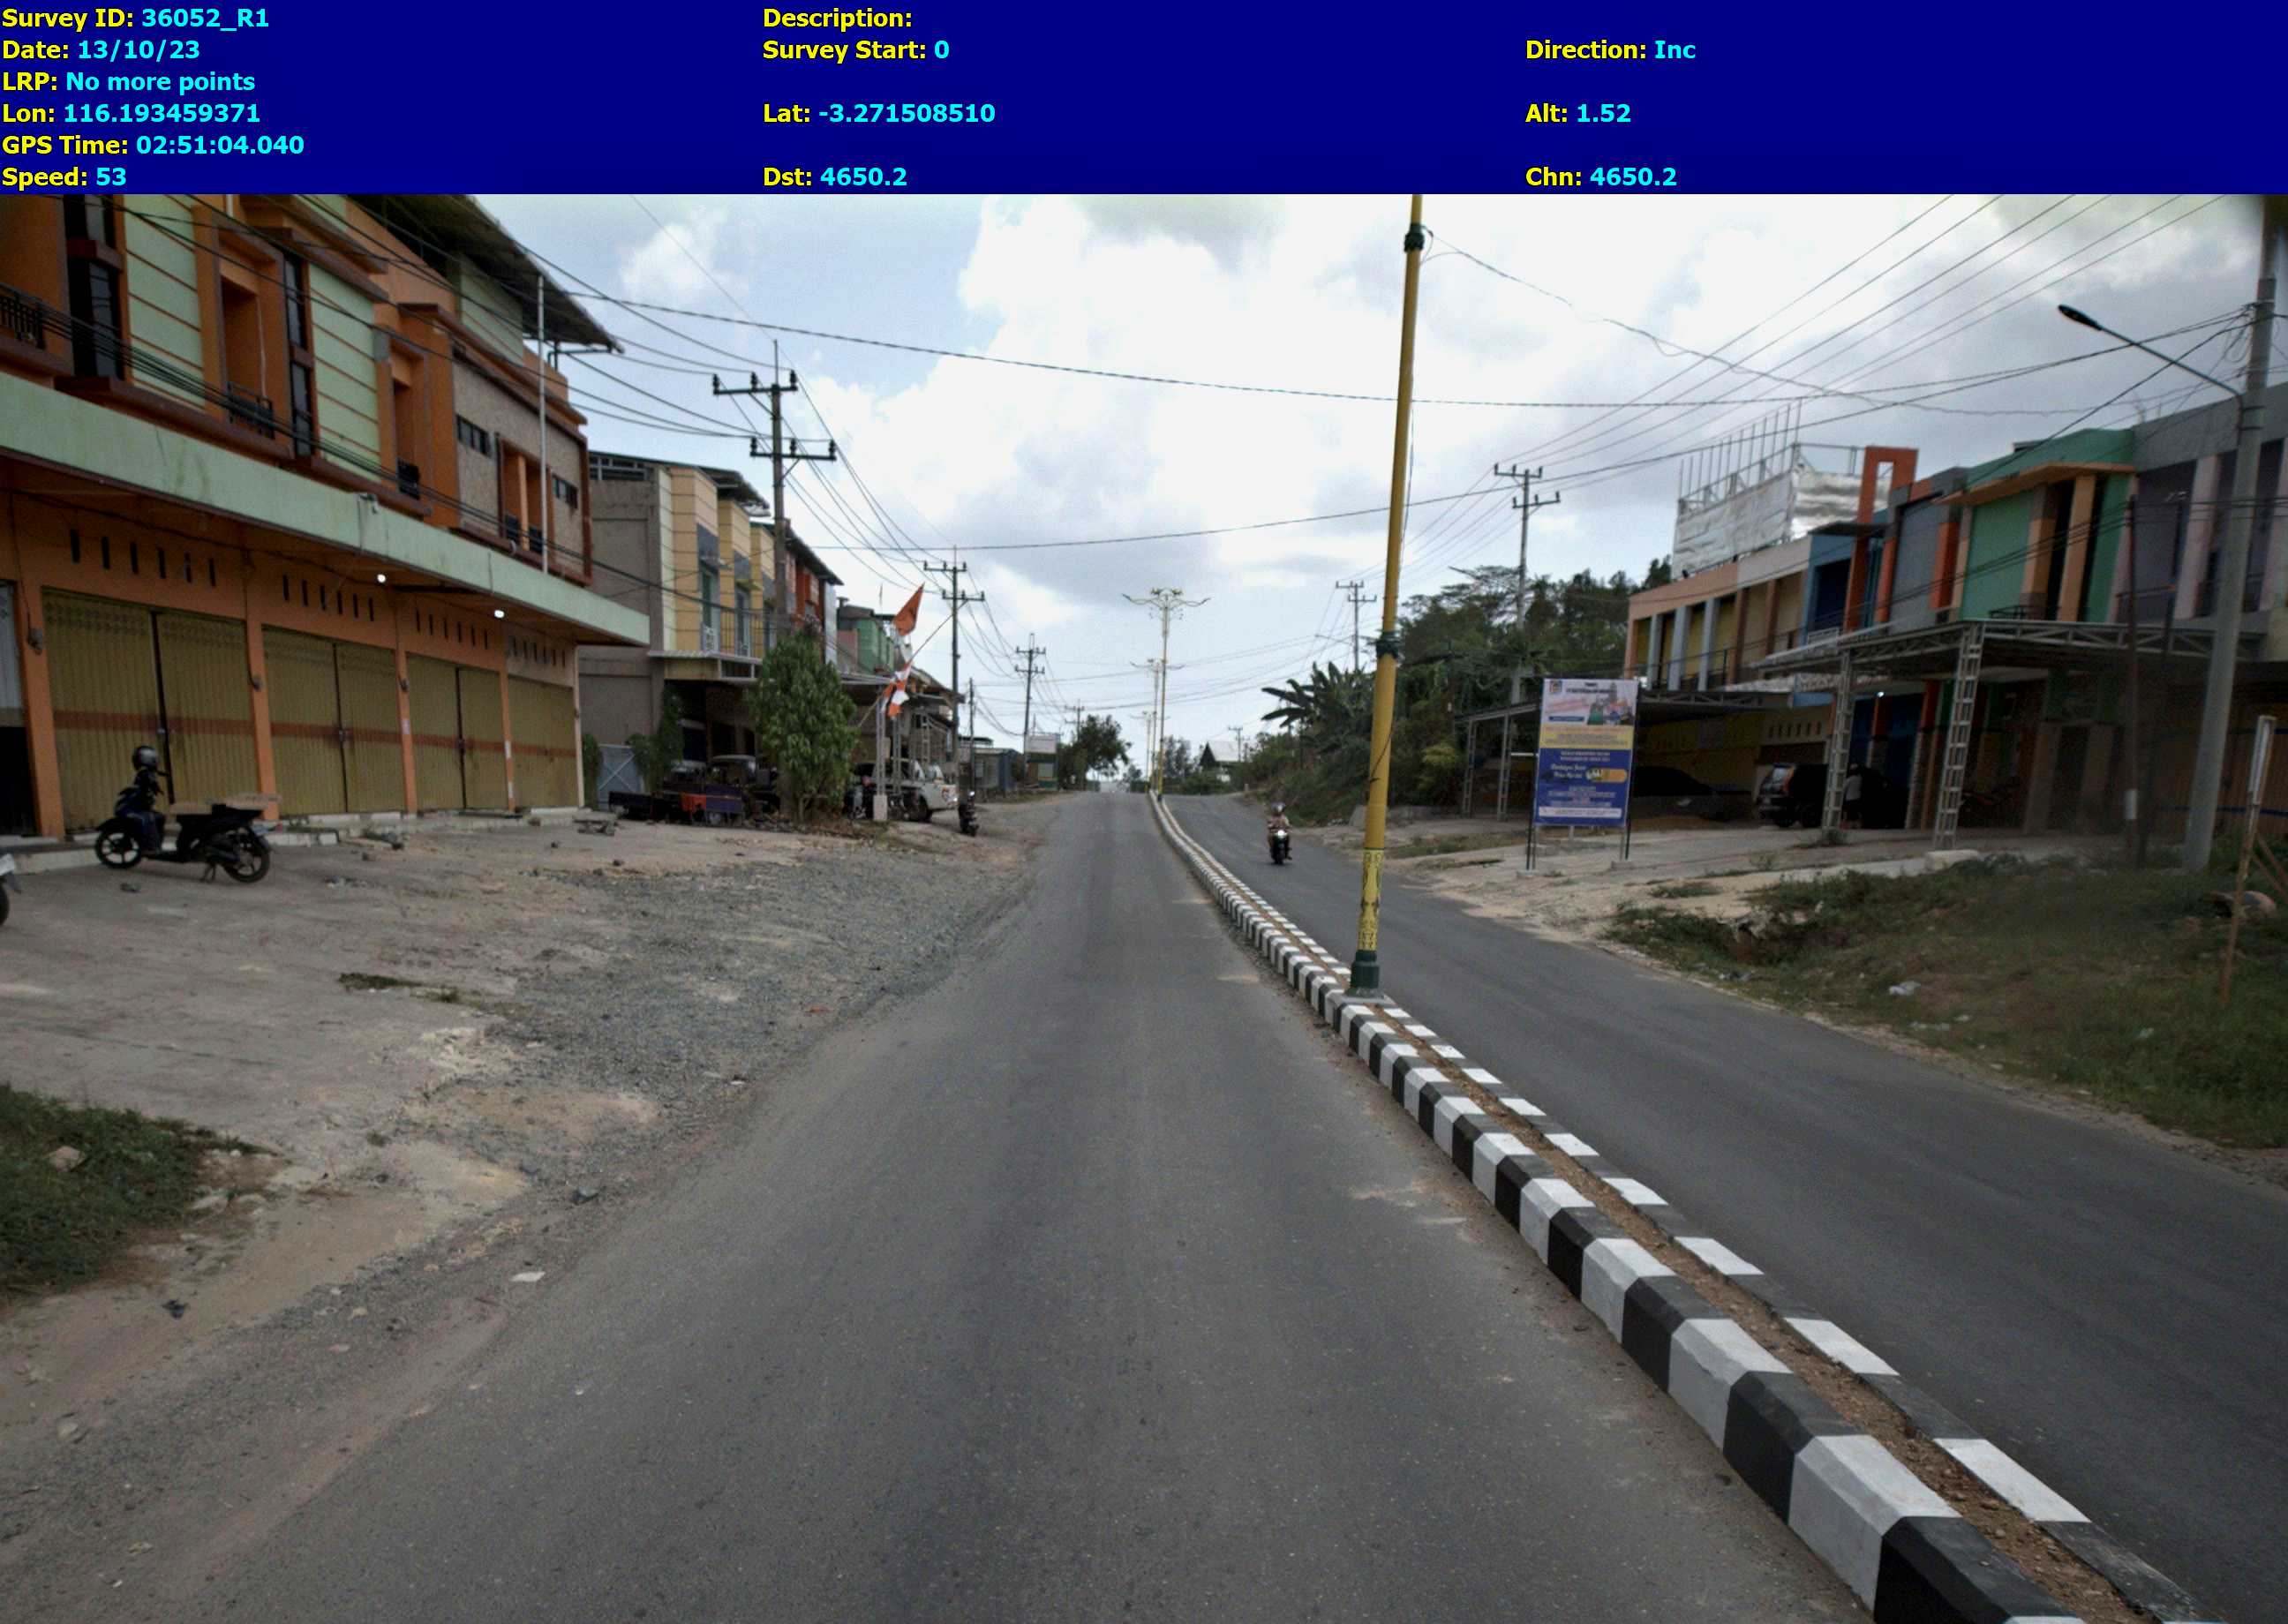 Survey ID: 36052_R1
Description:
Date: 13/10/23
Survey Start: 0
Direction: Inc
LRP: No more points
Lon: 116.193459371
Lat: -3.271508510
Alt: 1.52
GPS Time: 02:51:04.040
Speed: 53
Dst: 4650.2
Chn: 4650.2